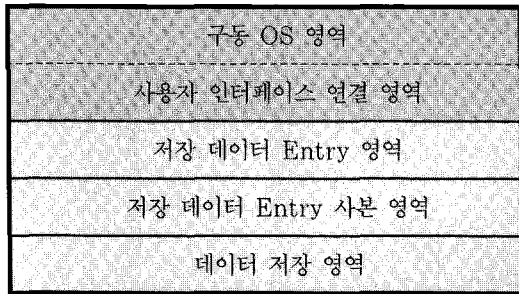 구동 OS 영역
사용자 인터페이스 연결 영역
저장 데이터 Entry 영역
저장 데이터 Entry 사본 영역
데이터 저장 영역